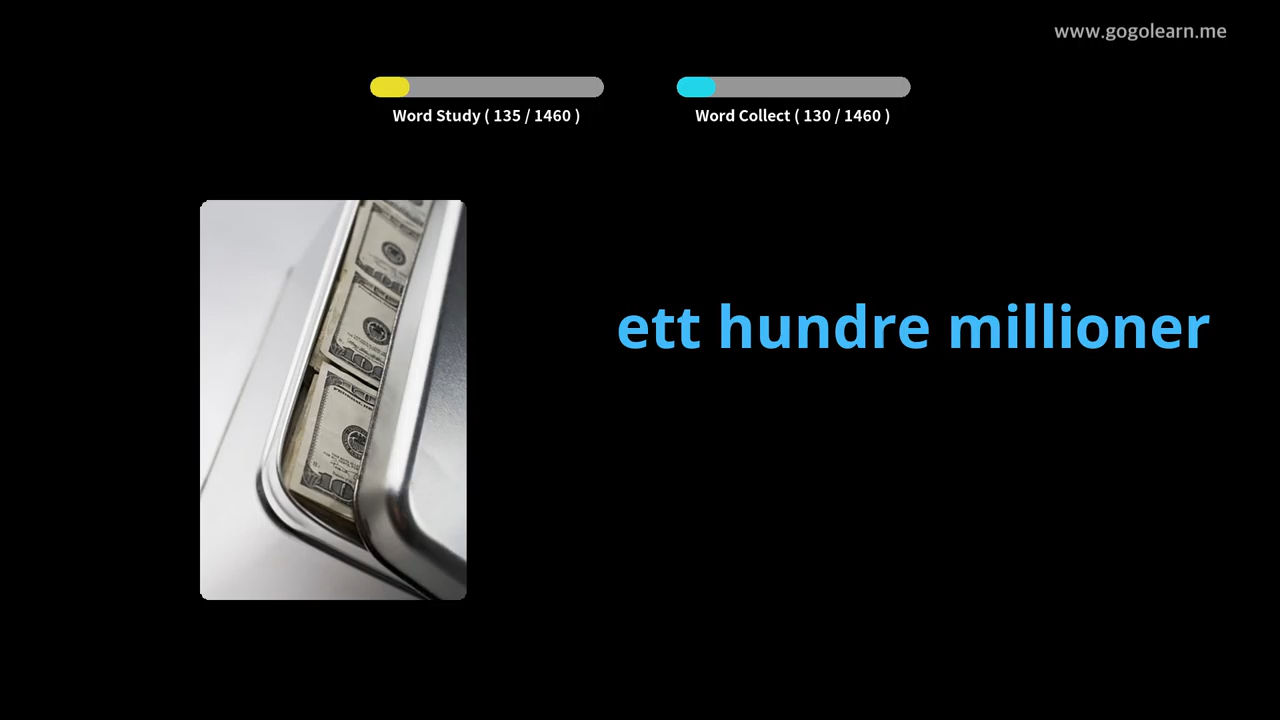 www.gogolearn.me
Word Study ( 135 / 1460 )
Word Collect ( 130 / 1460 )
ett hundre millioner